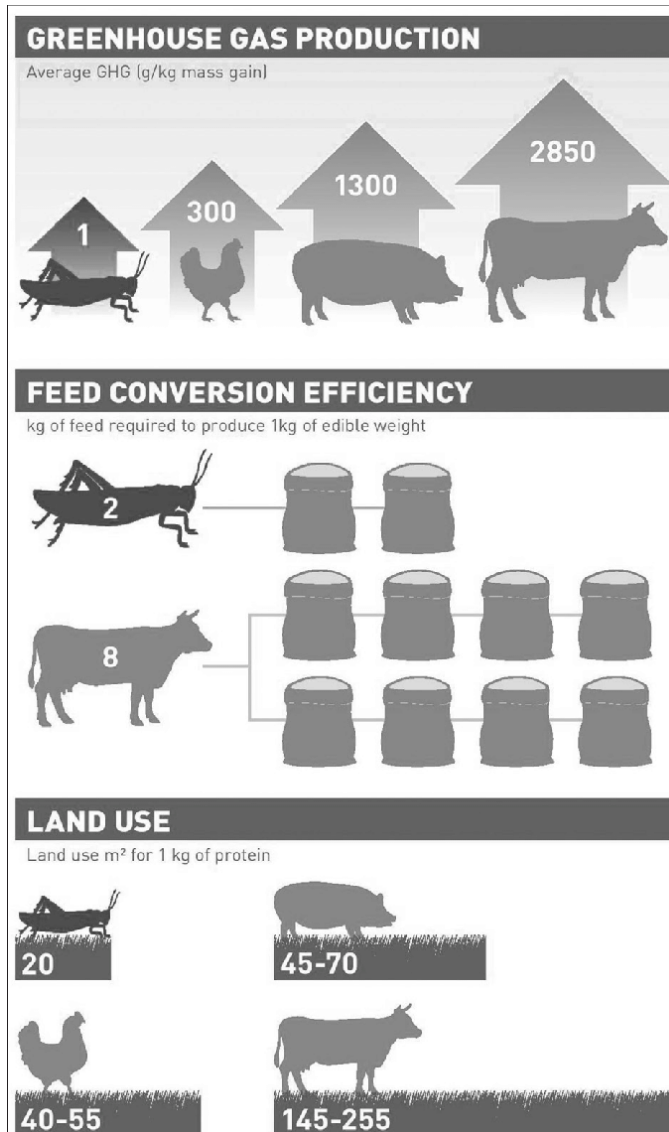 GREENHOUSE GAS PRODUCTION
Average GHG (g/kg mass gain)
1
300
1300
2850
FEED CONVERSION EFFICIENCY
kg of feed required to produce 1kg of edible weight
2
8
LAND USE
Land use m² for 1 kg of protein
20
45-70
40-55
145-255